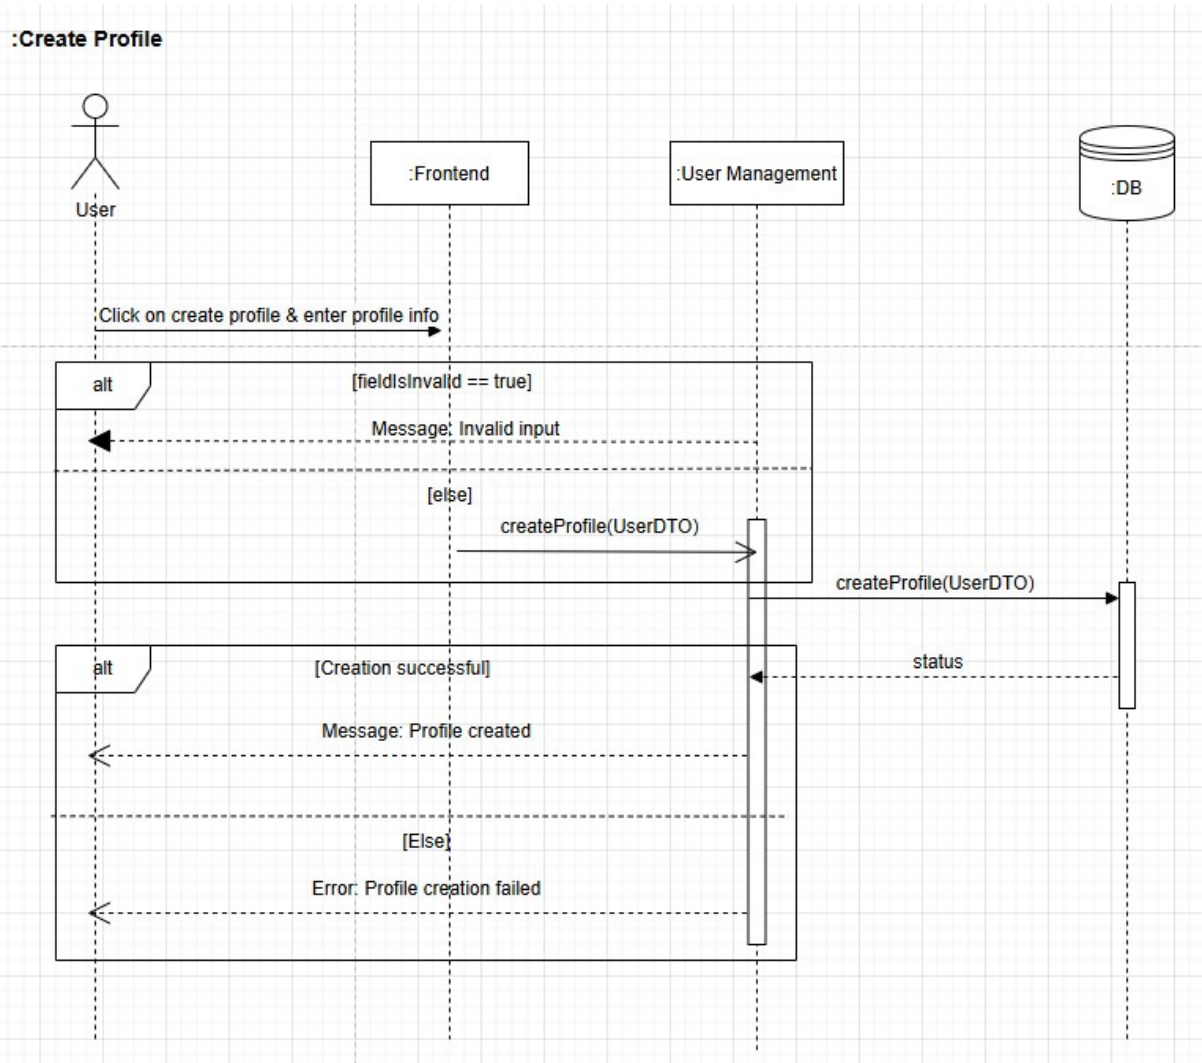 :Create Profile
User
:Frontend
:User Management
:DB
Click on create profile & enter profile info
alt
[fieldIsInvalid == true]
Message: Invalid input
[else]
createProfile(UserDTO)
createProfile(UserDTO)
status
alt
[Creation successful]
Message: Profile created
[Else]
Error: Profile creation failed